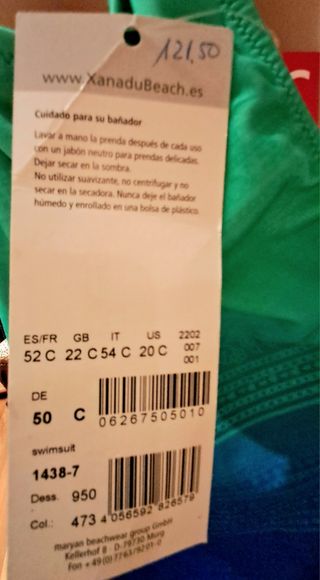 121,50
www.XanaduBeach.es
Cuidado para su bañador
Lavar a mano la prenda después de cada uso
con un jabón neutro para prendas delicadas.
Dejar secar en la sombra.
No utilizar suavizante, no centrifugar y no
secar en la secadora. Nunca deje el bañador
húmedo y enrollado en una bolsa de plástico.
ES/FR GB IT US 2202
52 C 22 C 54 C 20 C 007
001
DE
50 C
06267505010
swimsuit
1438-7
Dess. 950
Col.: 473
4 056592 826579
maryan beachwear group GmbH
Kellerhof 8 · D-79730 Murg
Fon +49(0)7763/9201-0